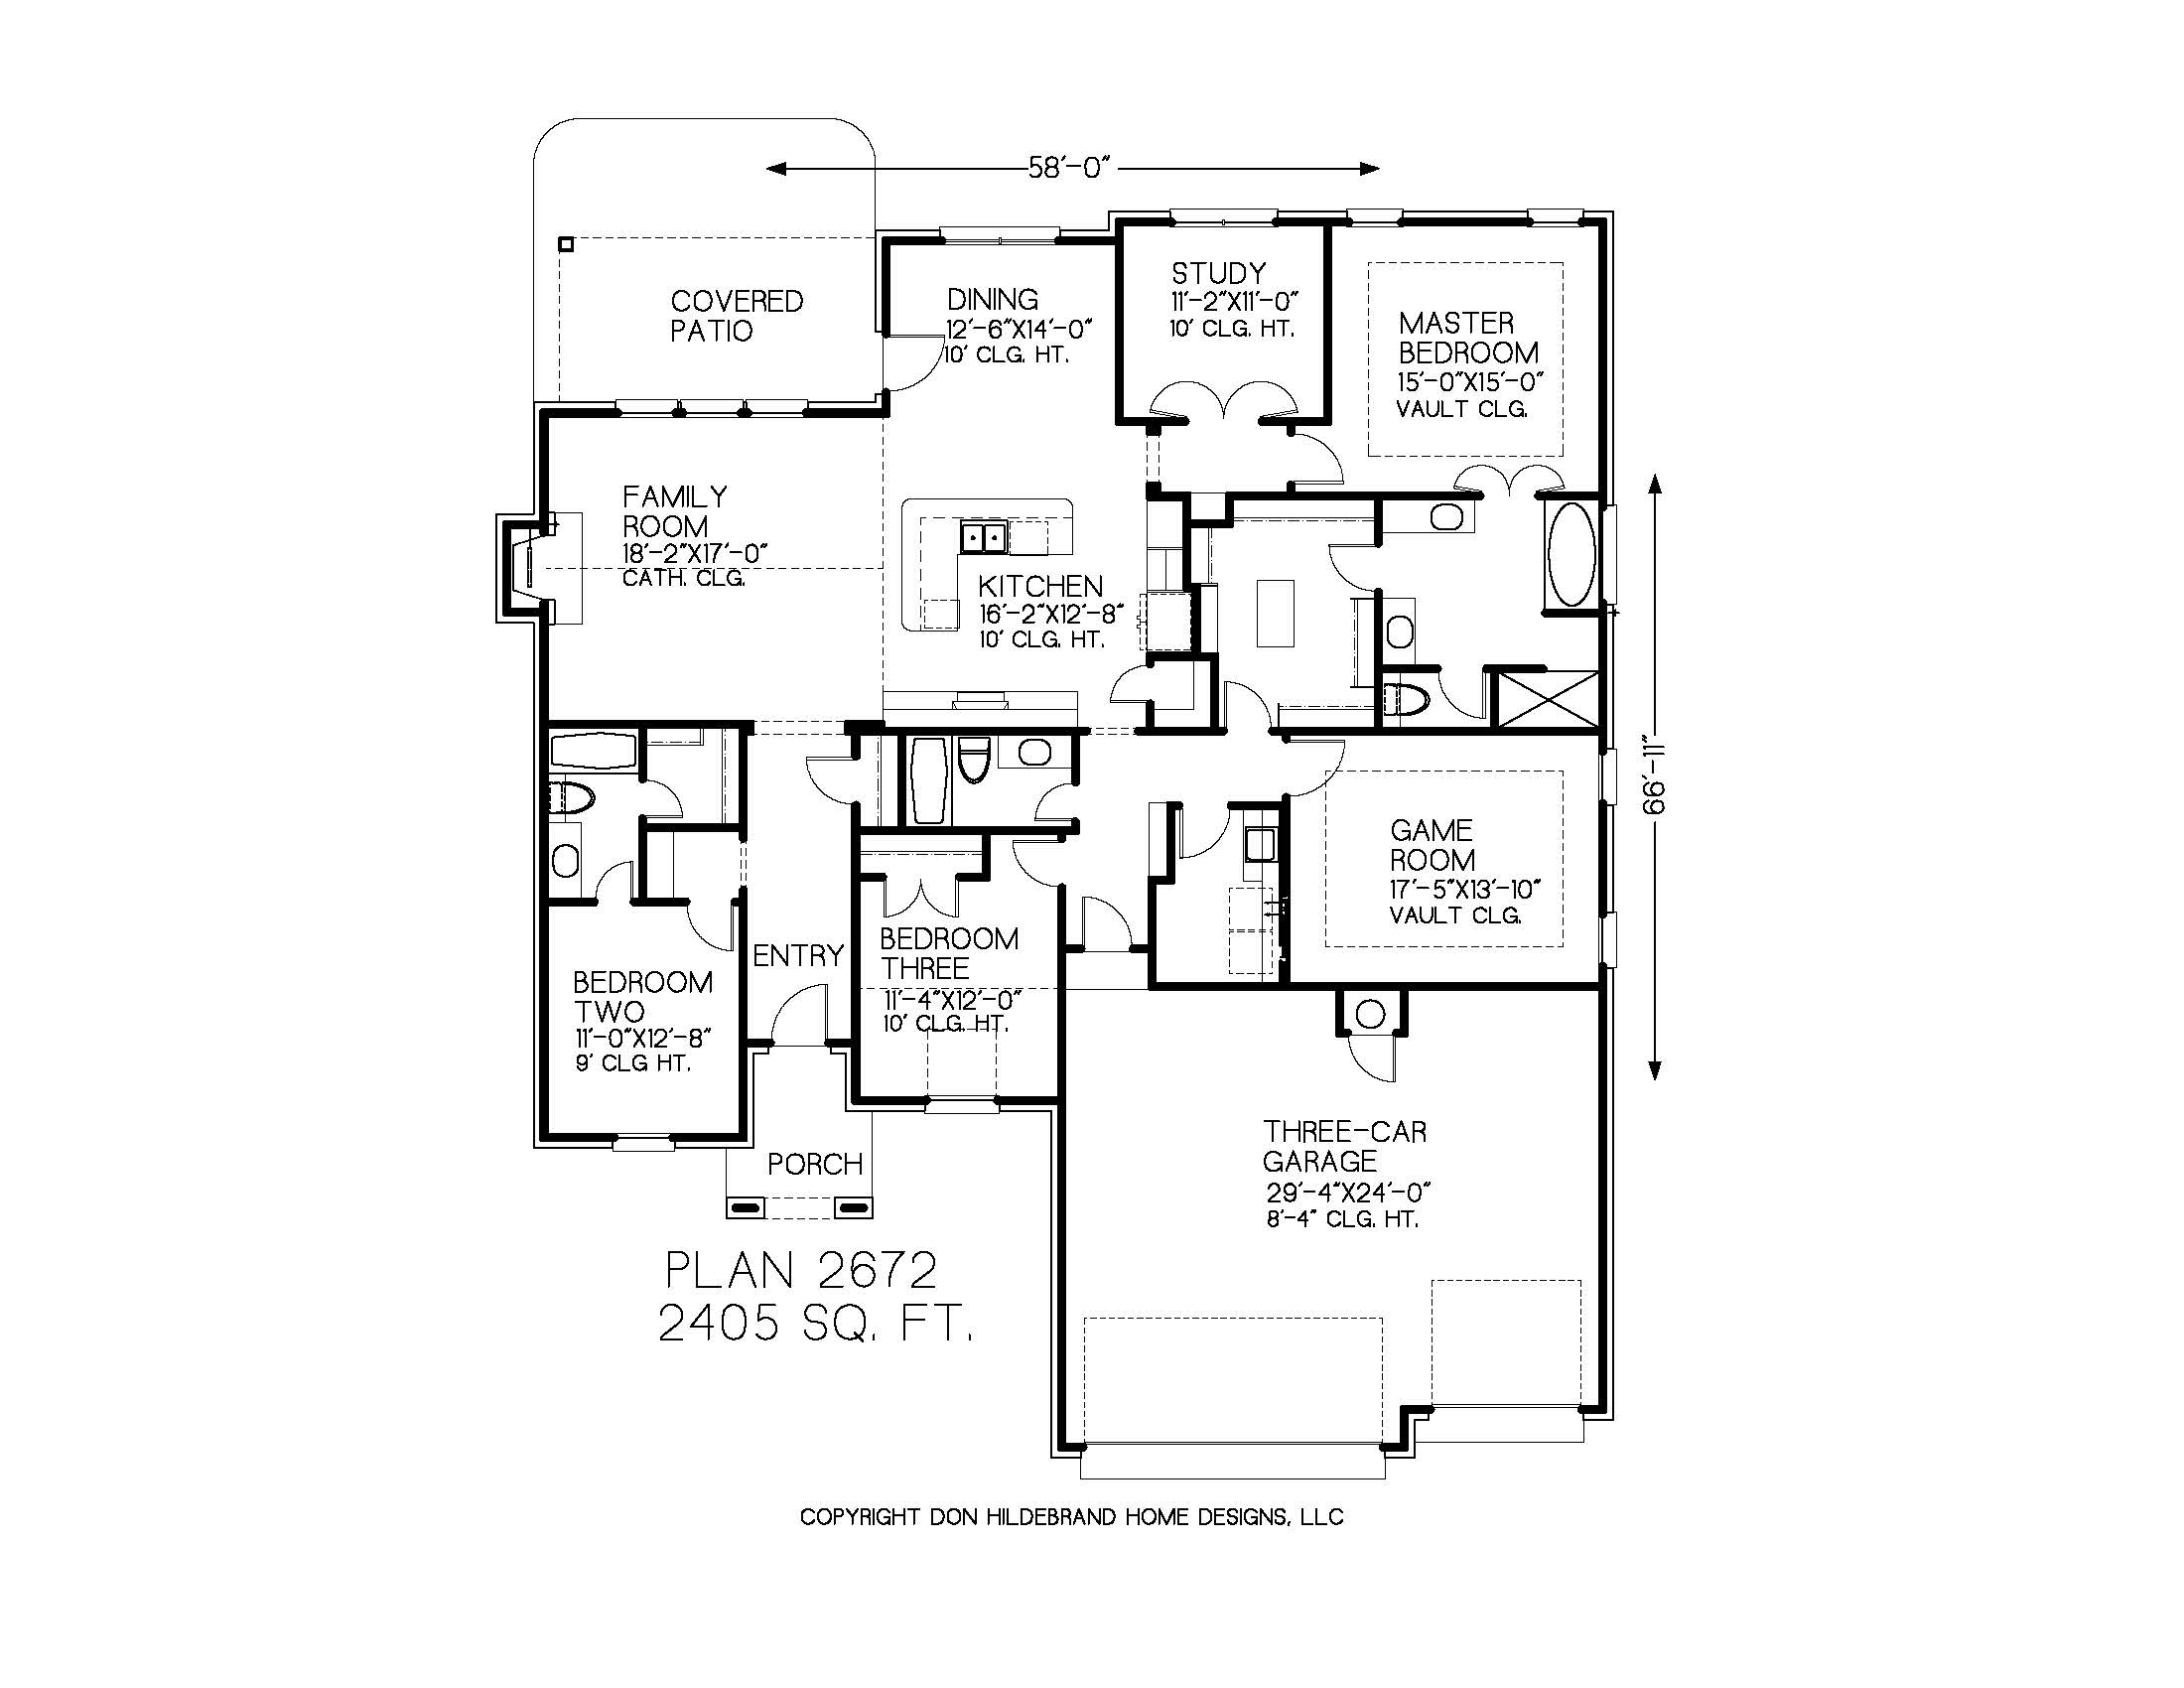 58'-0"
COVERED
PATIO
DINING
12'-6"X14'-0"
10' CLG. HT.
STUDY
11'-2"X11'-0"
10' CLG. HT.
MASTER
BEDROOM
15'-0"X15'-0"
VAULT CLG.
FAMILY
ROOM
18'-2"X17'-0"
CATH. CLG.
KITCHEN
16'-2"X12'-8"
10' CLG. HT.
66'-11"
GAME
ROOM
17'-5"X13'-10"
VAULT CLG.
ENTRY
BEDROOM
THREE
11'-4"X12'-0"
10' CLG. HT.
BEDROOM
TWO
11'-0"X12'-8"
9' CLG HT.
PORCH
THREE-CAR
GARAGE
29'-4"X24'-0"
8'-4" CLG. HT.
PLAN 2672
2405 SQ. FT.
COPYRIGHT DON HILDEBRAND HOME DESIGNS, LLC